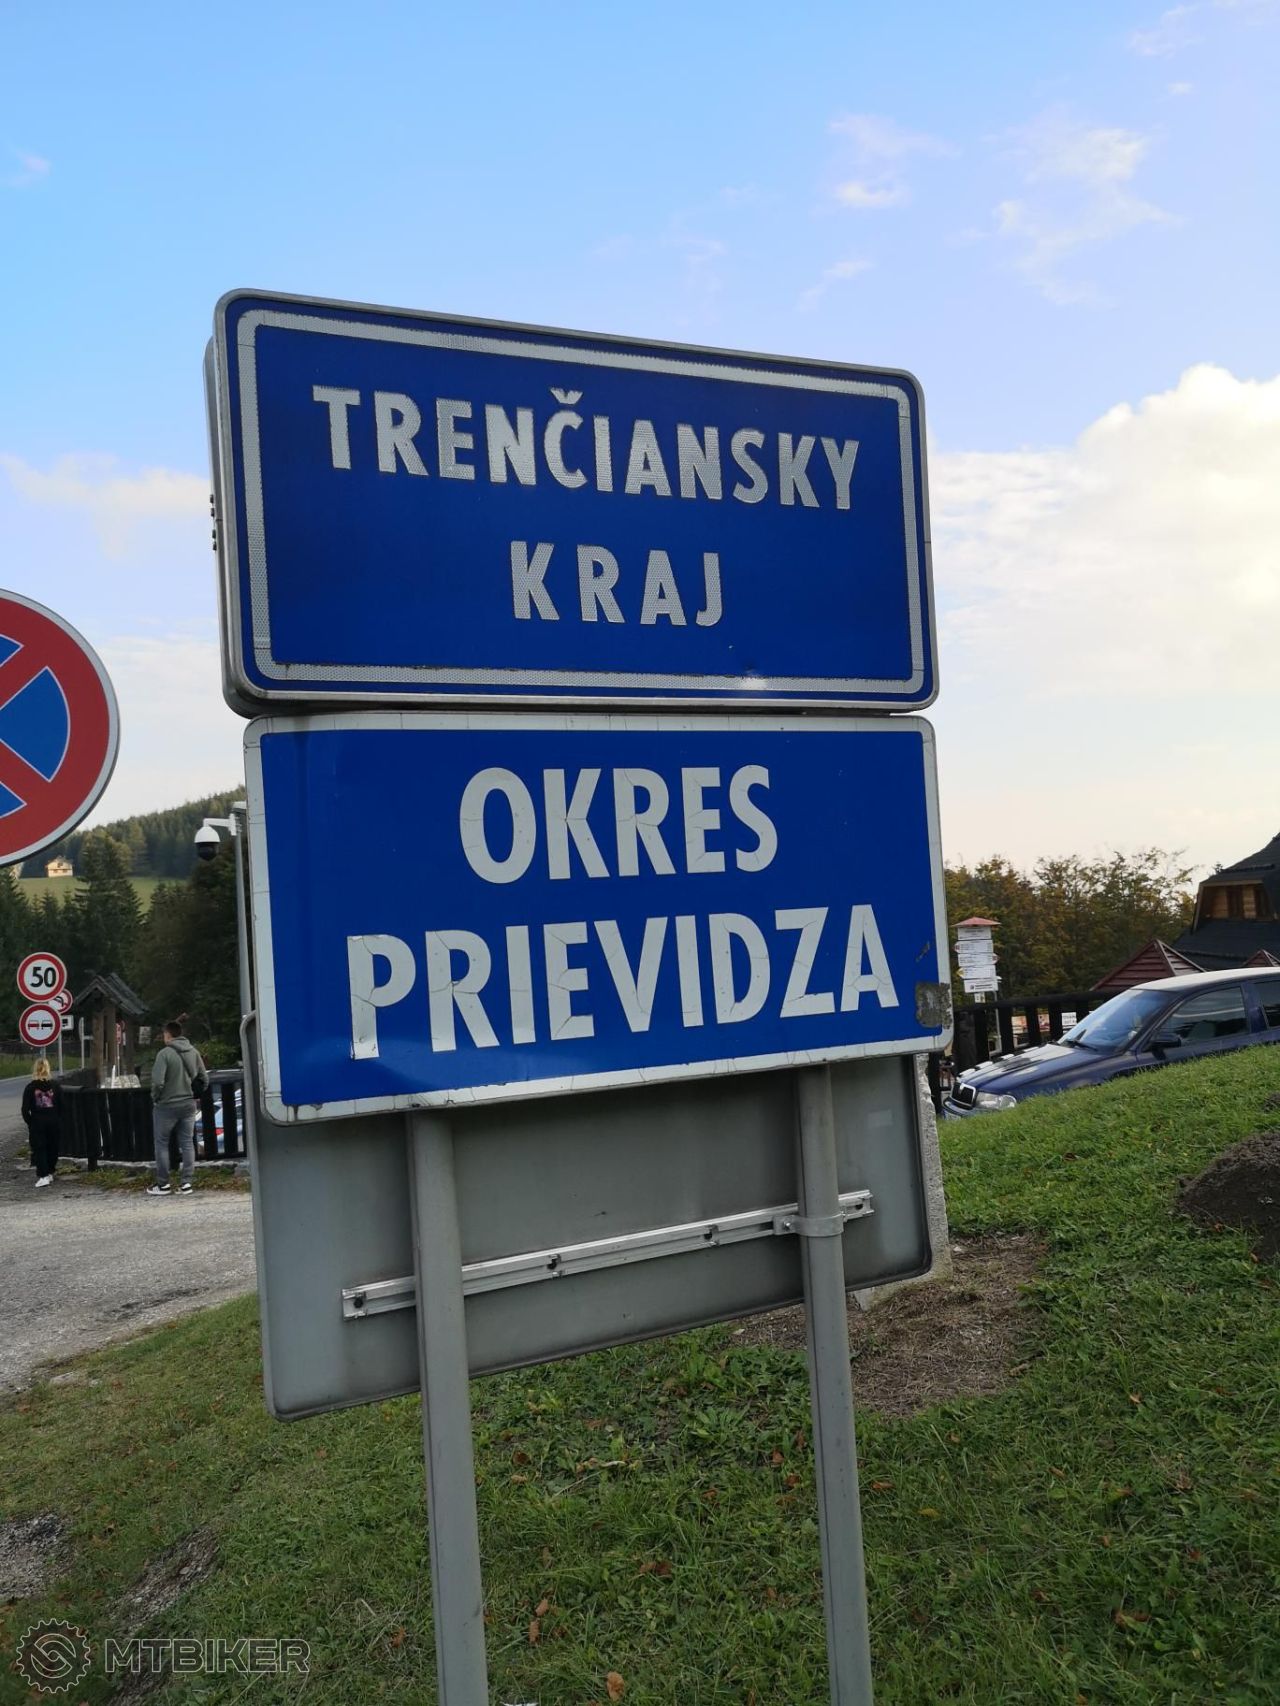 TRENČIANSKY
KRAJ
OKRES
PRIEVIDZA
50
MTBIKER